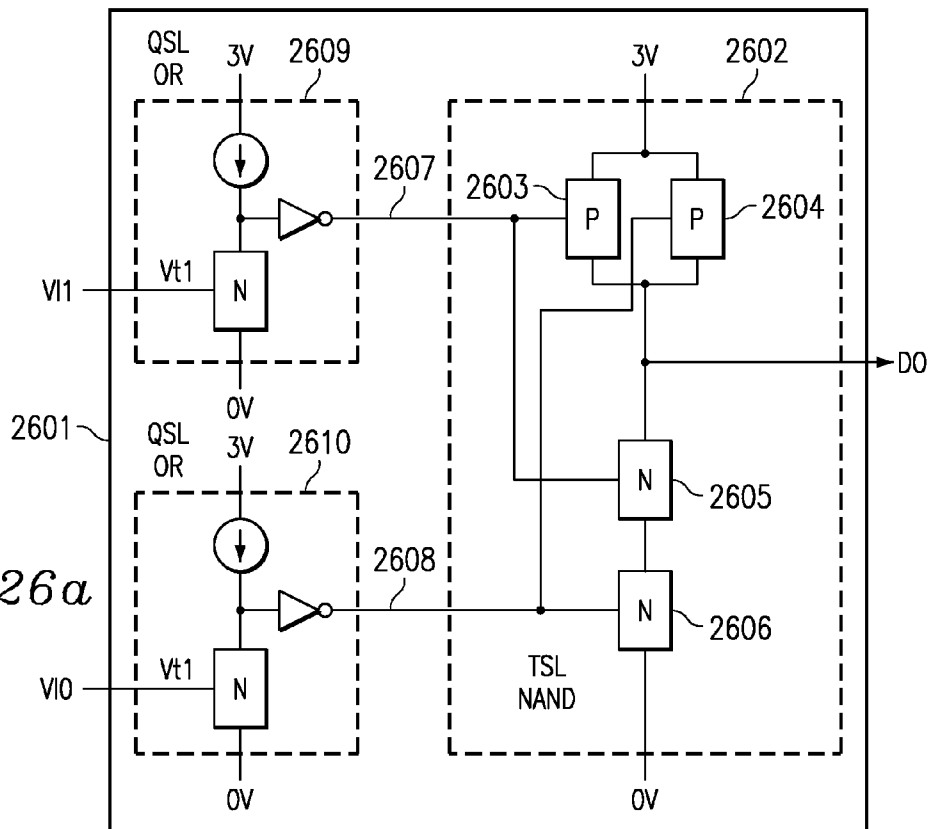 QSL
OR
3V
2609
2607
Vt1
VI1
N
0V
2601
QSL
OR
3V
2610
2608
Vt1
VI0
N
0V
26a
3V
2602
2603
P
P
2604
DO
N
2605
N
2606
TSL
NAND
0V